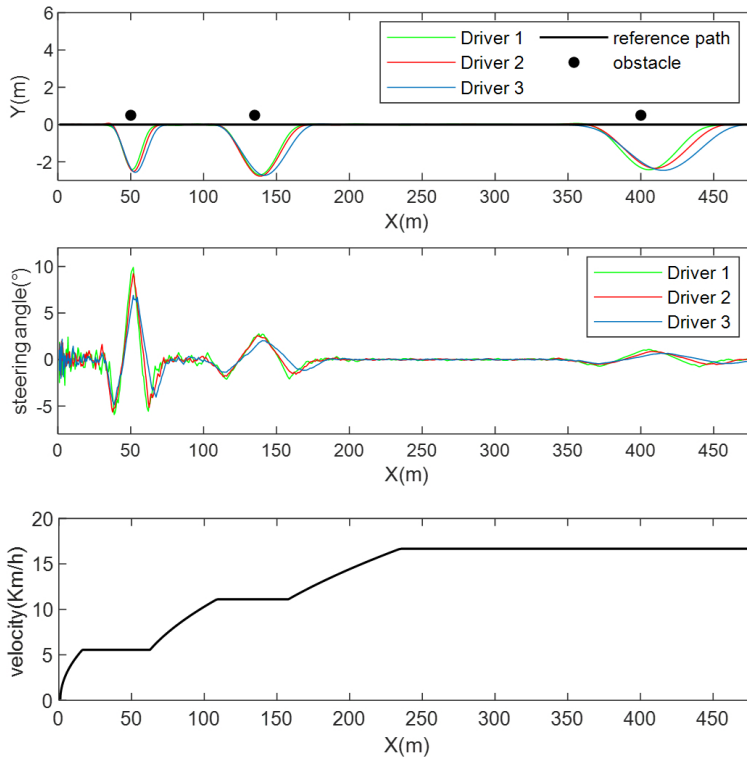 6
4
2
0
-2
Y(m)
Driver 1
Driver 2
Driver 3
reference path
obstacle
0 50 100 150 200 250 300 350 400 450
X(m)
10
5
0
-5
steering angle(°)
Driver 1
Driver 2
Driver 3
0 50 100 150 200 250 300 350 400 450
X(m)
20
15
10
5
0
velocity(Km/h)
0 50 100 150 200 250 300 350 400 450
X(m)